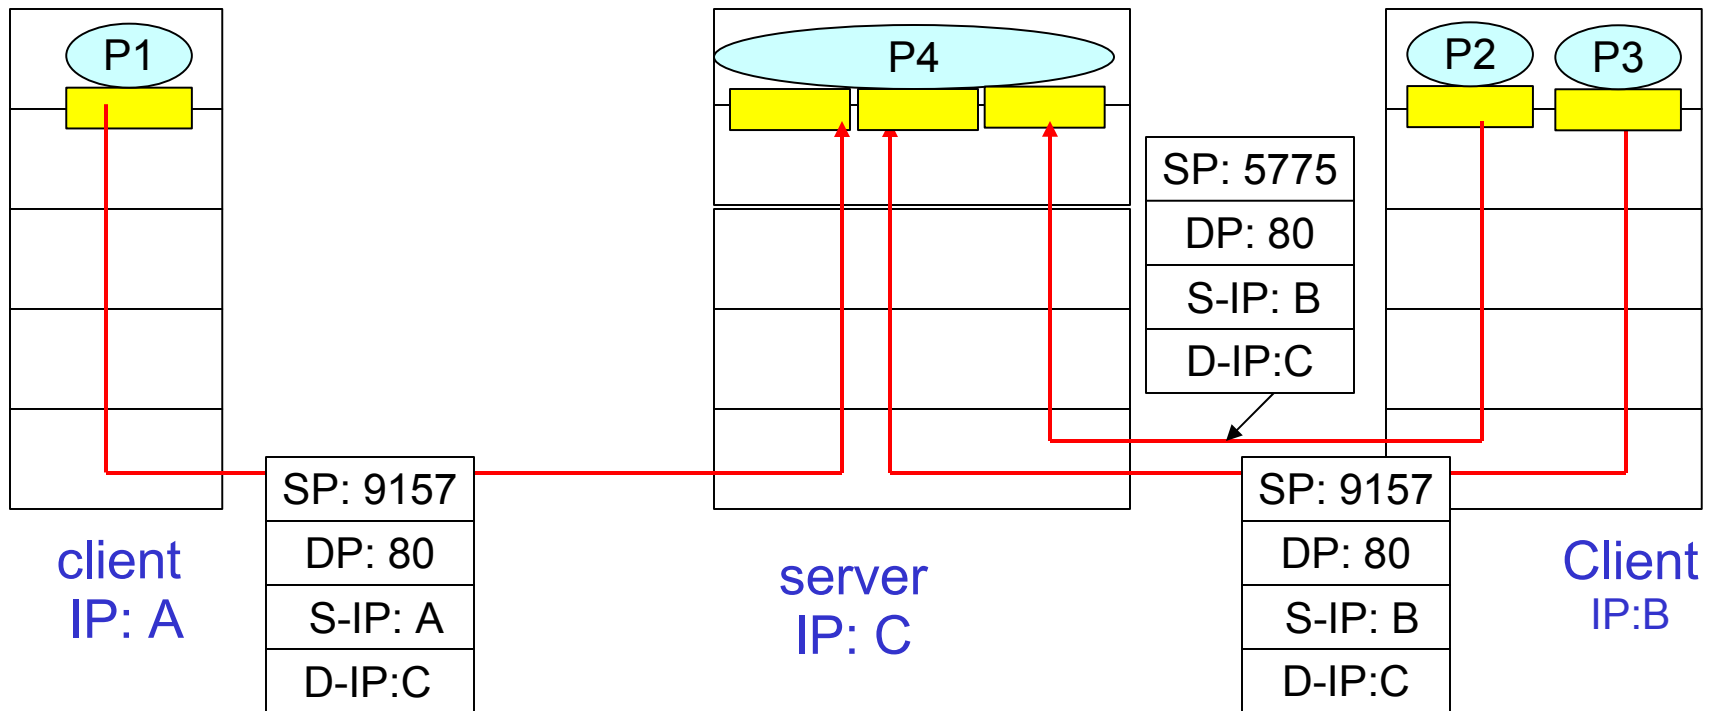 P1
P4
P2
P3
SP: 5775
DP: 80
S-IP: B
D-IP:C
SP: 9157
DP: 80
S-IP: A
D-IP:C
SP: 9157
DP: 80
S-IP: B
D-IP:C
client
IP: A
server
IP: C
Client
IP:B